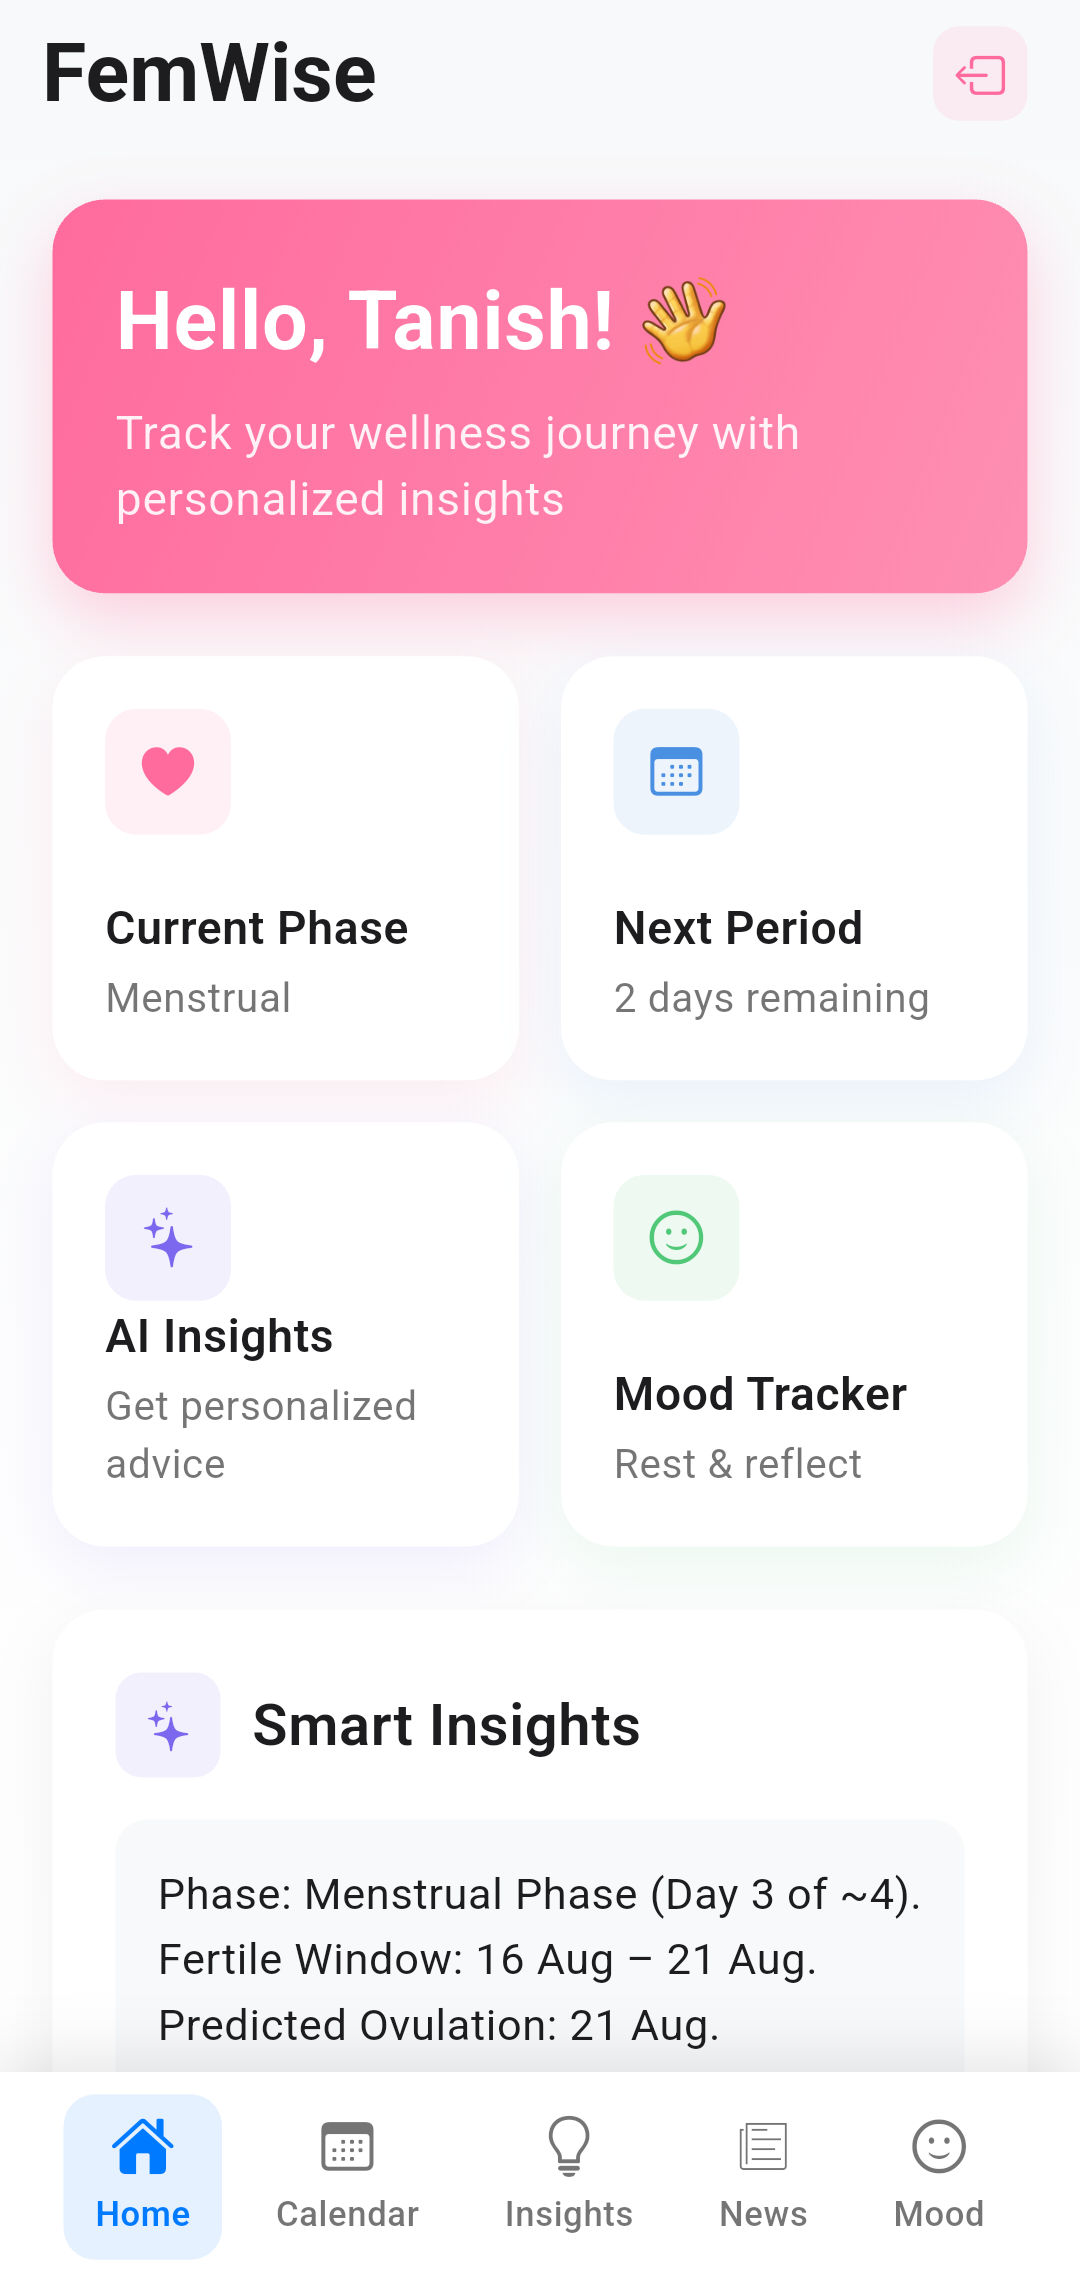 FemWise
Hello, Tanish! 👋
Track your wellness journey with
personalized insights
Current Phase
Menstrual
Next Period
2 days remaining
AI Insights
Get personalized
advice
Mood Tracker
Rest & reflect
Smart Insights
Phase: Menstrual Phase (Day 3 of ~4).
Fertile Window: 16 Aug – 21 Aug.
Predicted Ovulation: 21 Aug.
Home
Calendar
Insights
News
Mood